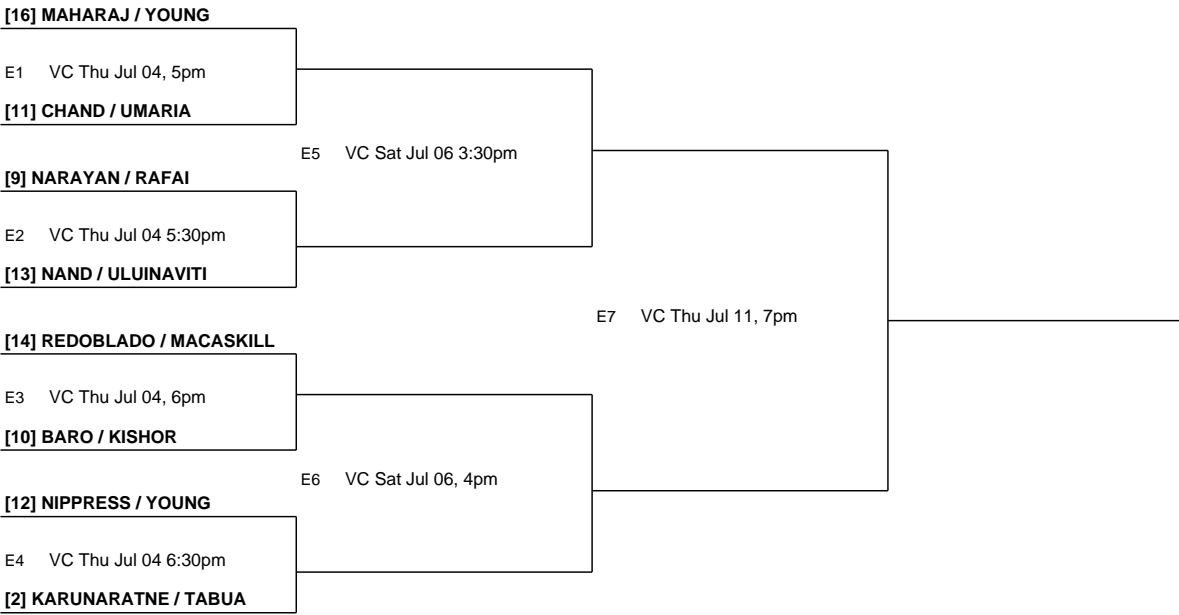 [16] MAHARAJ / YOUNG
E1 VC Thu Jul 04, 5pm
[11] CHAND / UMARIA
E5 VC Sat Jul 06 3:30pm
[9] NARAYAN / RAFAI
E2 VC Thu Jul 04 5:30pm
[13] NAND / ULUINAVITI
E7 VC Thu Jul 11, 7pm
[14] REDOBLADO / MACASKILL
E3 VC Thu Jul 04, 6pm
[10] BARO / KISHOR
E6 VC Sat Jul 06, 4pm
[12] NIPPRESS / YOUNG
E4 VC Thu Jul 04 6:30pm
[2] KARUNARATNE / TABUA